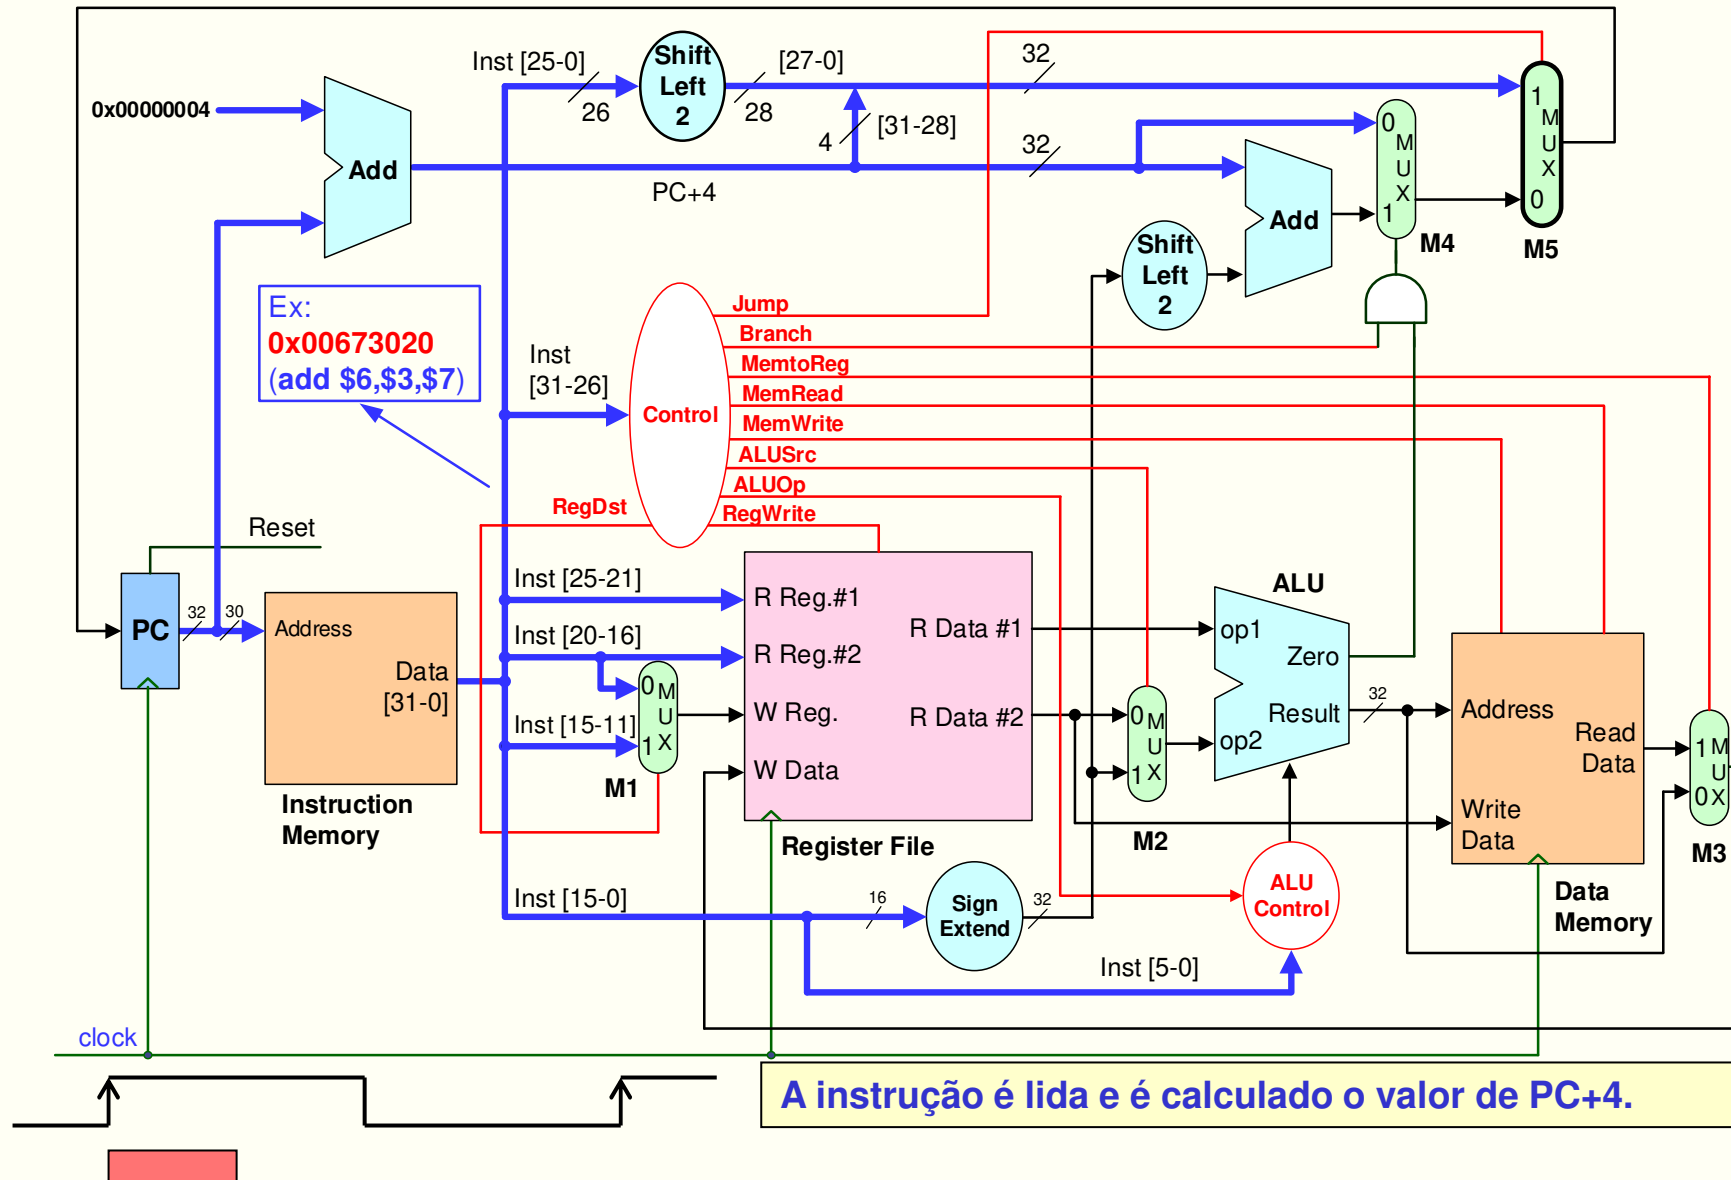 Inst [25-0]
Shift
Left
2
[27-0]
32
26
28
0x00000004
4
[31-28]
1
M
U
X
0
M5
0
M
U
X
1
M4
Add
PC+4
32
Add
Shift
Left
2
Ex:
0x00673020
(add $6,$3,$7)
Inst
[31-26]
Control
Jump
Branch
MemtoReg
MemRead
MemWrite
ALUSrc
ALUOp
RegWrite
RegDst
Reset
PC
32
30
Address
Data
[31-0]
Instruction
Memory
Inst [25-21]
Inst [20-16]
Inst [15-11]
0
M
U
X
1
M1
R Reg.#1
R Reg.#2
W Reg.
W Data
R Data #1
R Data #2
Register File
0
M
U
X
1
M2
ALU
op1
op2
Zero
Result
32
Address
Read
Data
Write
Data
Data
Memory
1
M
U
X
0
M3
Inst [15-0]
16
Sign
Extend
32
ALU
Control
Inst [5-0]
clock
A instrução é lida e é calculado o valor de PC+4.